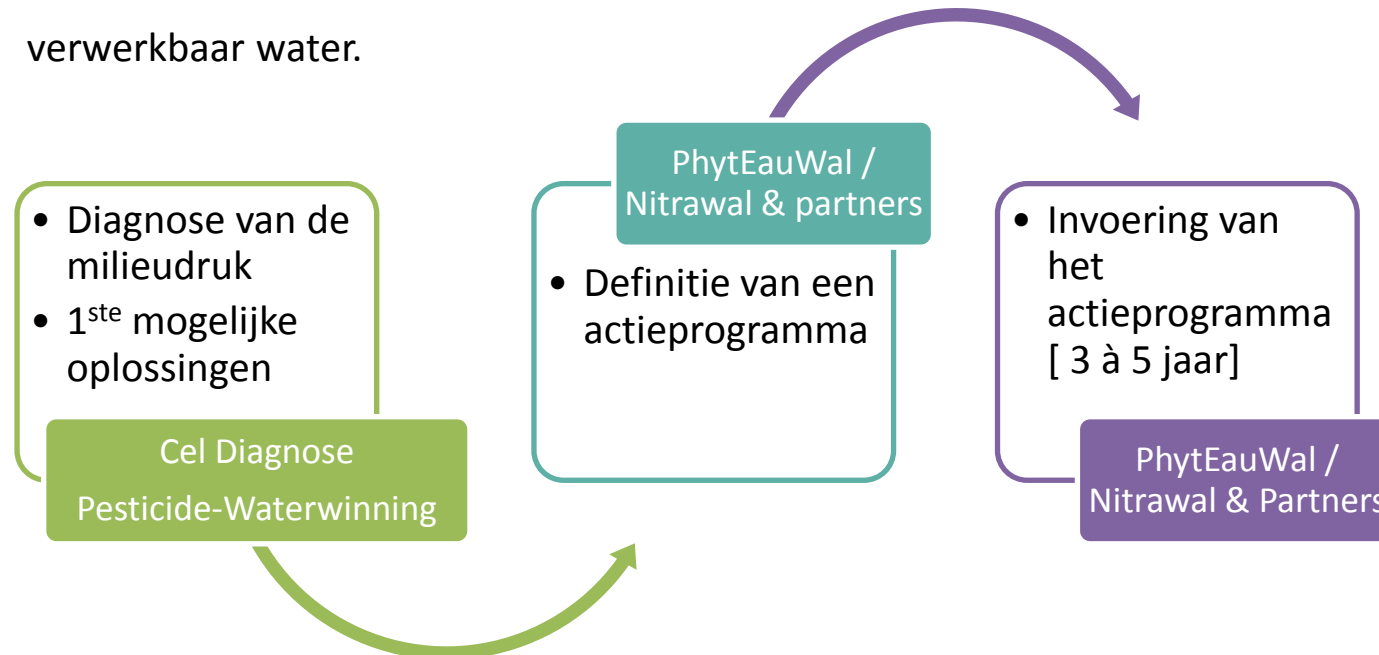 verwerkbaar water.
• Diagnose van de
milieudruk
• 1ste mogelijke
oplossingen
Cel Diagnose
Pesticide-Waterwinning
PhytEauWal /
Nitrawal & partners
• Definitie van een
actieprogramma
• Invoering van
het
actieprogramma
[ 3 à 5 jaar]
PhytEauWal /
Nitrawal & Partners